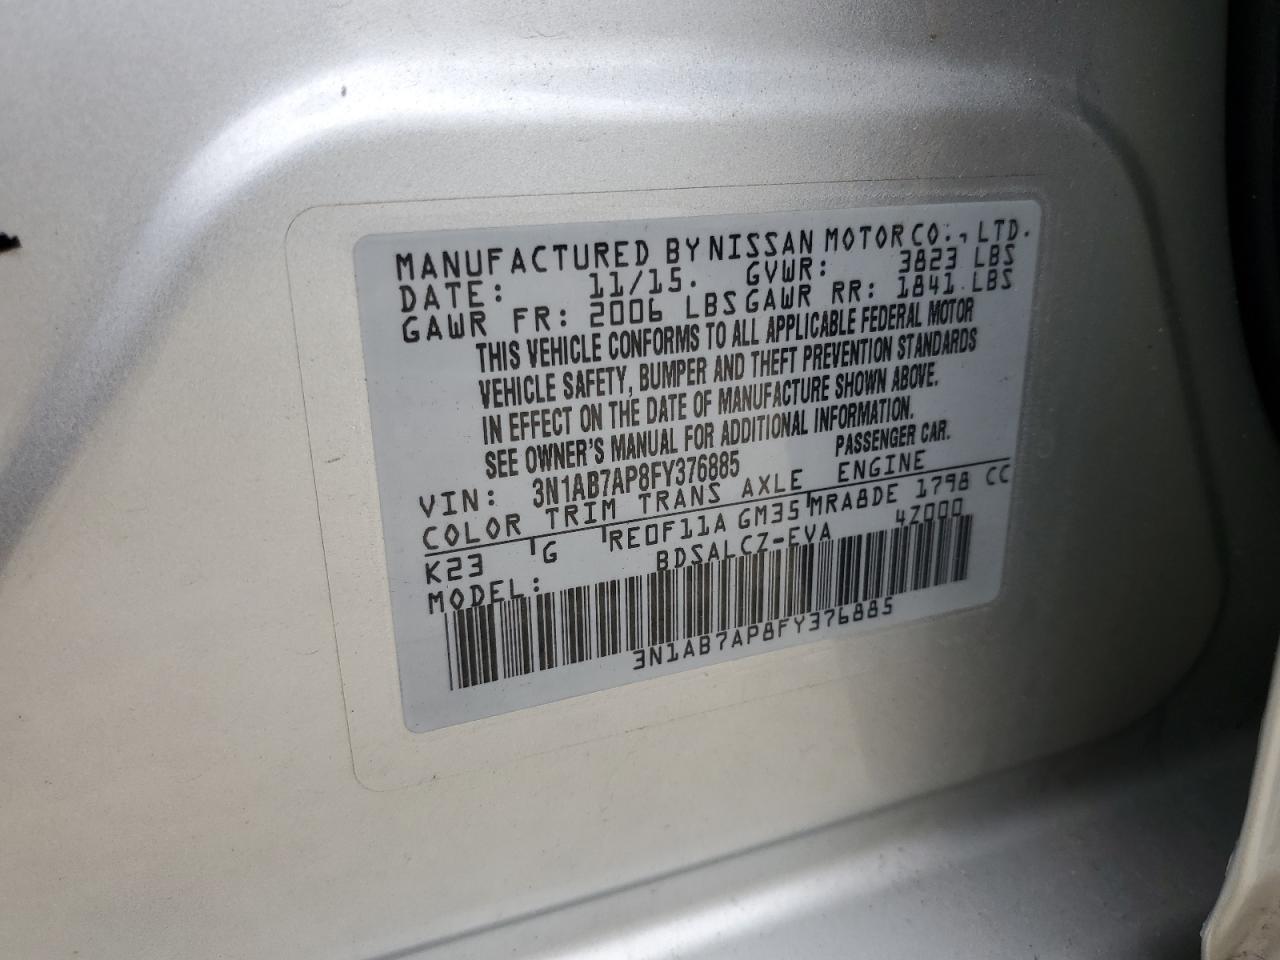 MANUFACTURED BY NISSAN MOTOR CO., LTD.
DATE: 11/15. GVWR: 3823 LBS
GAWR FR: 2006 LBS GAWR RR: 1841 LBS
THIS VEHICLE CONFORMS TO ALL APPLICABLE FEDERAL MOTOR
VEHICLE SAFETY, BUMPER AND THEFT PREVENTION STANDARDS
IN EFFECT ON THE DATE OF MANUFACTURE SHOWN ABOVE.
SEE OWNER'S MANUAL FOR ADDITIONAL INFORMATION.
VIN: 3N1AB7AP8FY376885 PASSENGER CAR.
COLOR TRIM TRANS AXLE ENGINE
K23 G RE0F11A GM35 MRA8DE 1798 CC
MODEL: BDSALCZ-EVA 4Z000
3N1AB7AP8FY376885